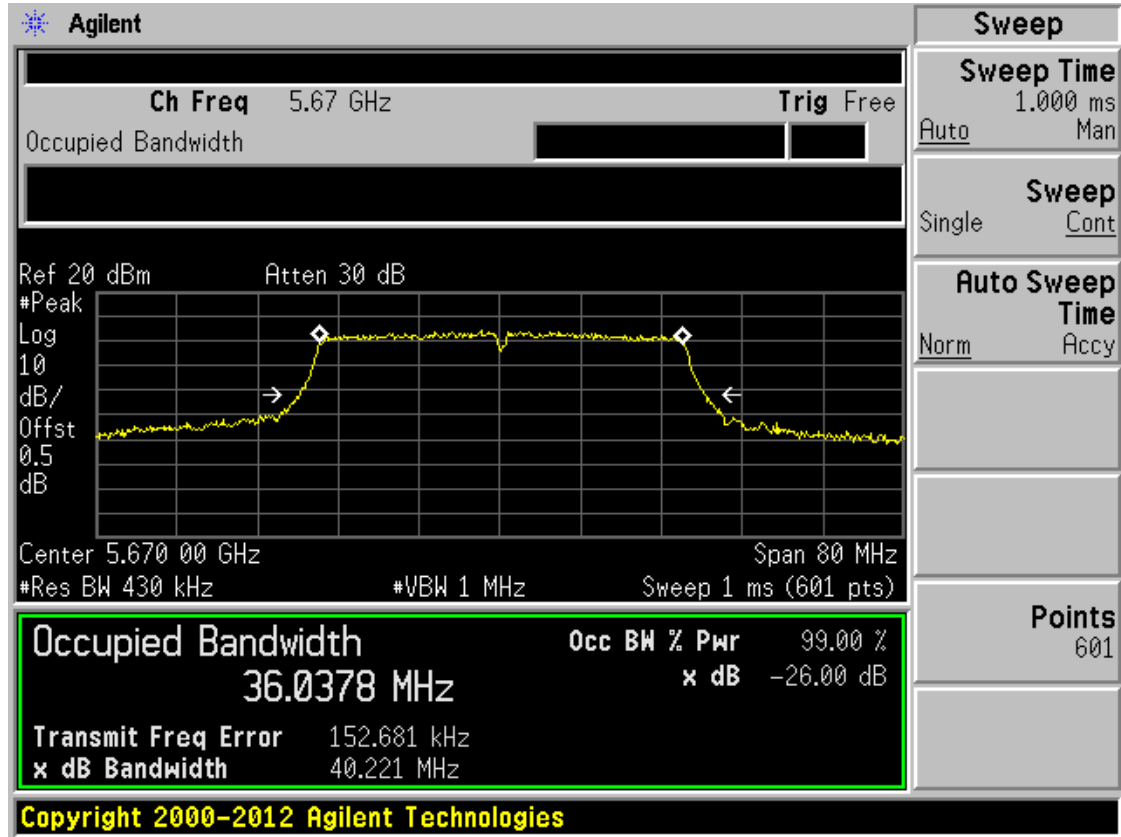 Agilent
Sweep
Ch Freq 5.67 GHz Trig Free
Occupied Bandwidth
Ref 20 dBm Atten 30 dB
#Peak
Log
10
dB/
Offst
0.5
dB
Center 5.670 00 GHz Span 80 MHz
#Res BW 430 kHz #VBW 1 MHz Sweep 1 ms (601 pts)
Occupied Bandwidth
36.0378 MHz
Occ BW % Pwr 99.00 %
x dB -26.00 dB
Transmit Freq Error 152.681 kHz
x dB Bandwidth 40.221 MHz
Sweep Time
1.000 ms
Auto Man
Sweep
Single Cont
Auto Sweep
Time
Norm Accy
Points
601
Copyright 2000-2012 Agilent Technologies